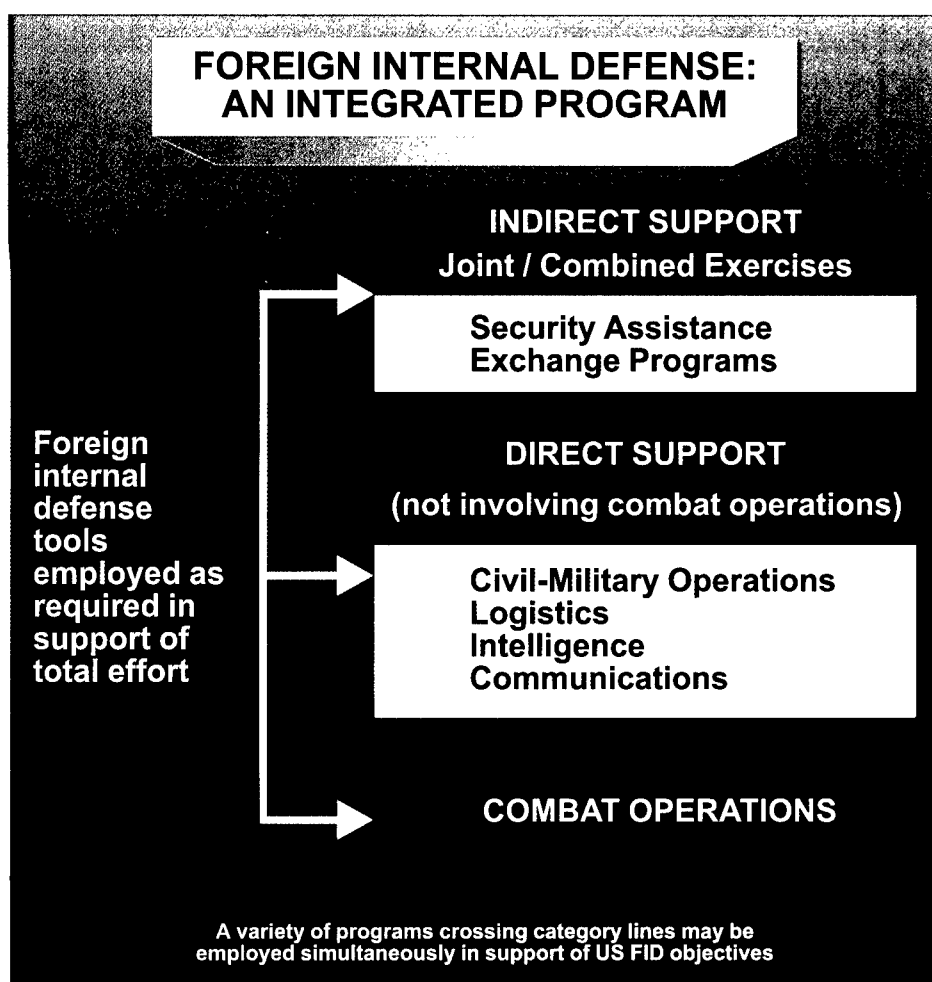 FOREIGN INTERNAL DEFENSE:
AN INTEGRATED PROGRAM
Foreign
internal
defense
tools
employed as
required in
support of
total effort
INDIRECT SUPPORT
Joint / Combined Exercises
Security Assistance
Exchange Programs
DIRECT SUPPORT
(not involving combat operations)
Civil-Military Operations
Logistics
Intelligence
Communications
COMBAT OPERATIONS
A variety of programs crossing category lines may be
employed simultaneously in support of US FID objectives